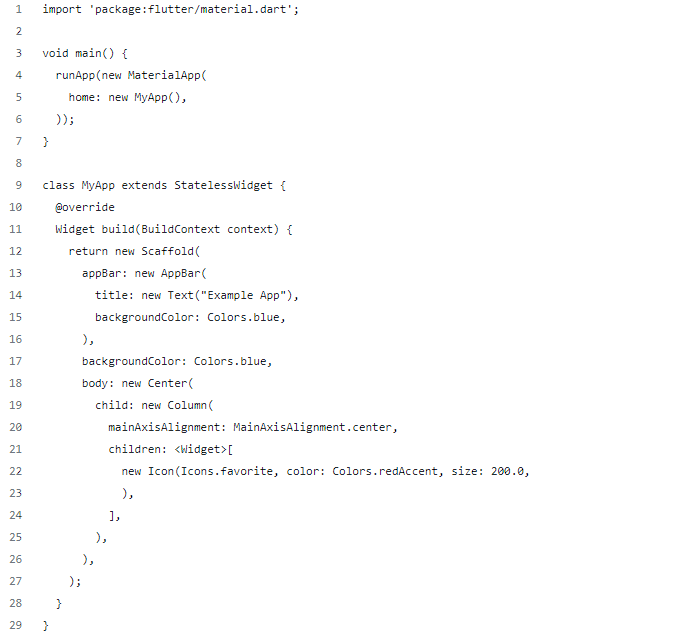 1 import 'package:flutter/material.dart';
2
3 void main() {
4   runApp(new MaterialApp(
5     home: new MyApp(),
6   ));
7 }
8
9 class MyApp extends StatelessWidget {
10   @override
11   Widget build(BuildContext context) {
12     return new Scaffold(
13       appBar: new AppBar(
14         title: new Text("Example App"),
15         backgroundColor: Colors.blue,
16       ),
17       backgroundColor: Colors.blue,
18       body: new Center(
19         child: new Column(
20           mainAxisAlignment: MainAxisAlignment.center,
21           children: <Widget>[
22             new Icon(Icons.favorite, color: Colors.redAccent, size: 200.0,
23             ),
24           ],
25         ),
26       ),
27     );
28   }
29 }